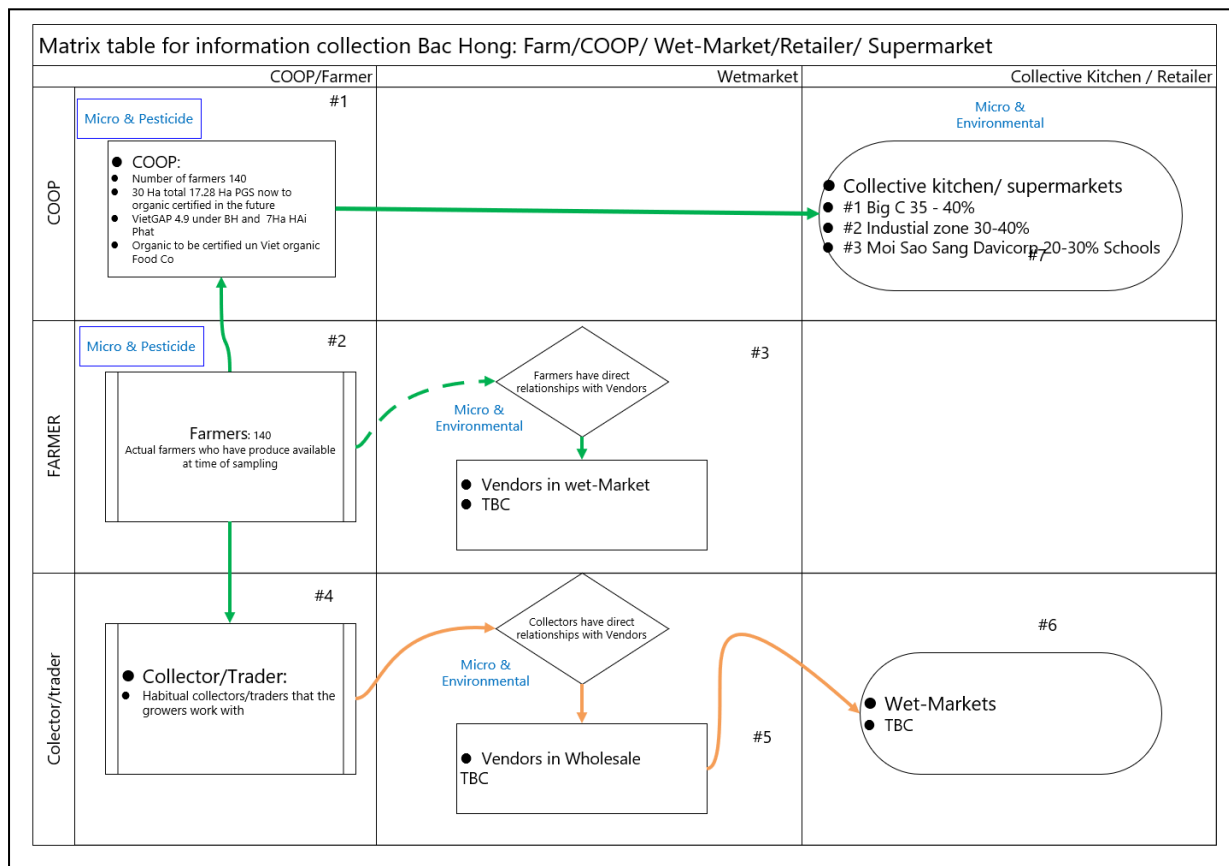 Matrix table for information collection Bac Hong: Farm/COOP/ Wet-Market/Retailer/ Supermarket
COOP/Farmer
Wetmarket
Collective Kitchen / Retailer
COOP
#1
Micro & Pesticide
● COOP:
● Number of farmers 140
● 30 Ha total 17.28 Ha PGS now to
organic certified in the future
● VietGAP 4.9 under BH and 7Ha HAi
Phat
● Organic to be certified un Viet organic
Food Co
Micro &
Environmental
● Collective kitchen/ supermarkets
● #1 Big C 35 - 40%
● #2 Industial zone 30-40%
● #3 Moi Sao Sang Davicorp 20-30% Schools
#7
FARMER
Micro & Pesticide
#2
Farmers: 140
Actual farmers who have produce available
at time of sampling
#3
Farmers have direct
relationships with Vendors
Micro &
Environmental
● Vendors in wet-Market
● TBC
Colector/trader
#4
● Collector/Trader:
● Habitual collectors/traders that the
growers work with
Collectors have direct
relationships with Vendors
Micro &
Environmental
● Vendors in Wholesale
TBC
#5
#6
● Wet-Markets
● TBC